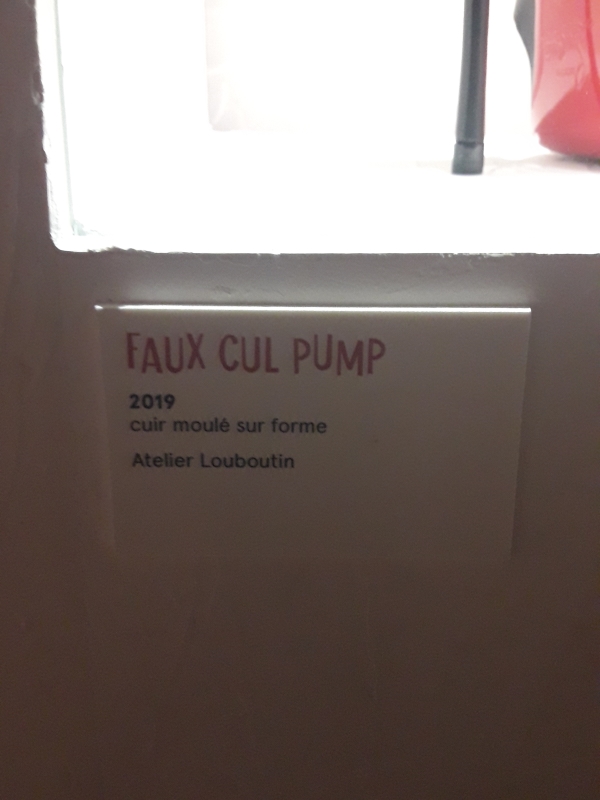 FAUX CUL PUMP
2019
cuir moulé sur forme
Atelier Louboutin